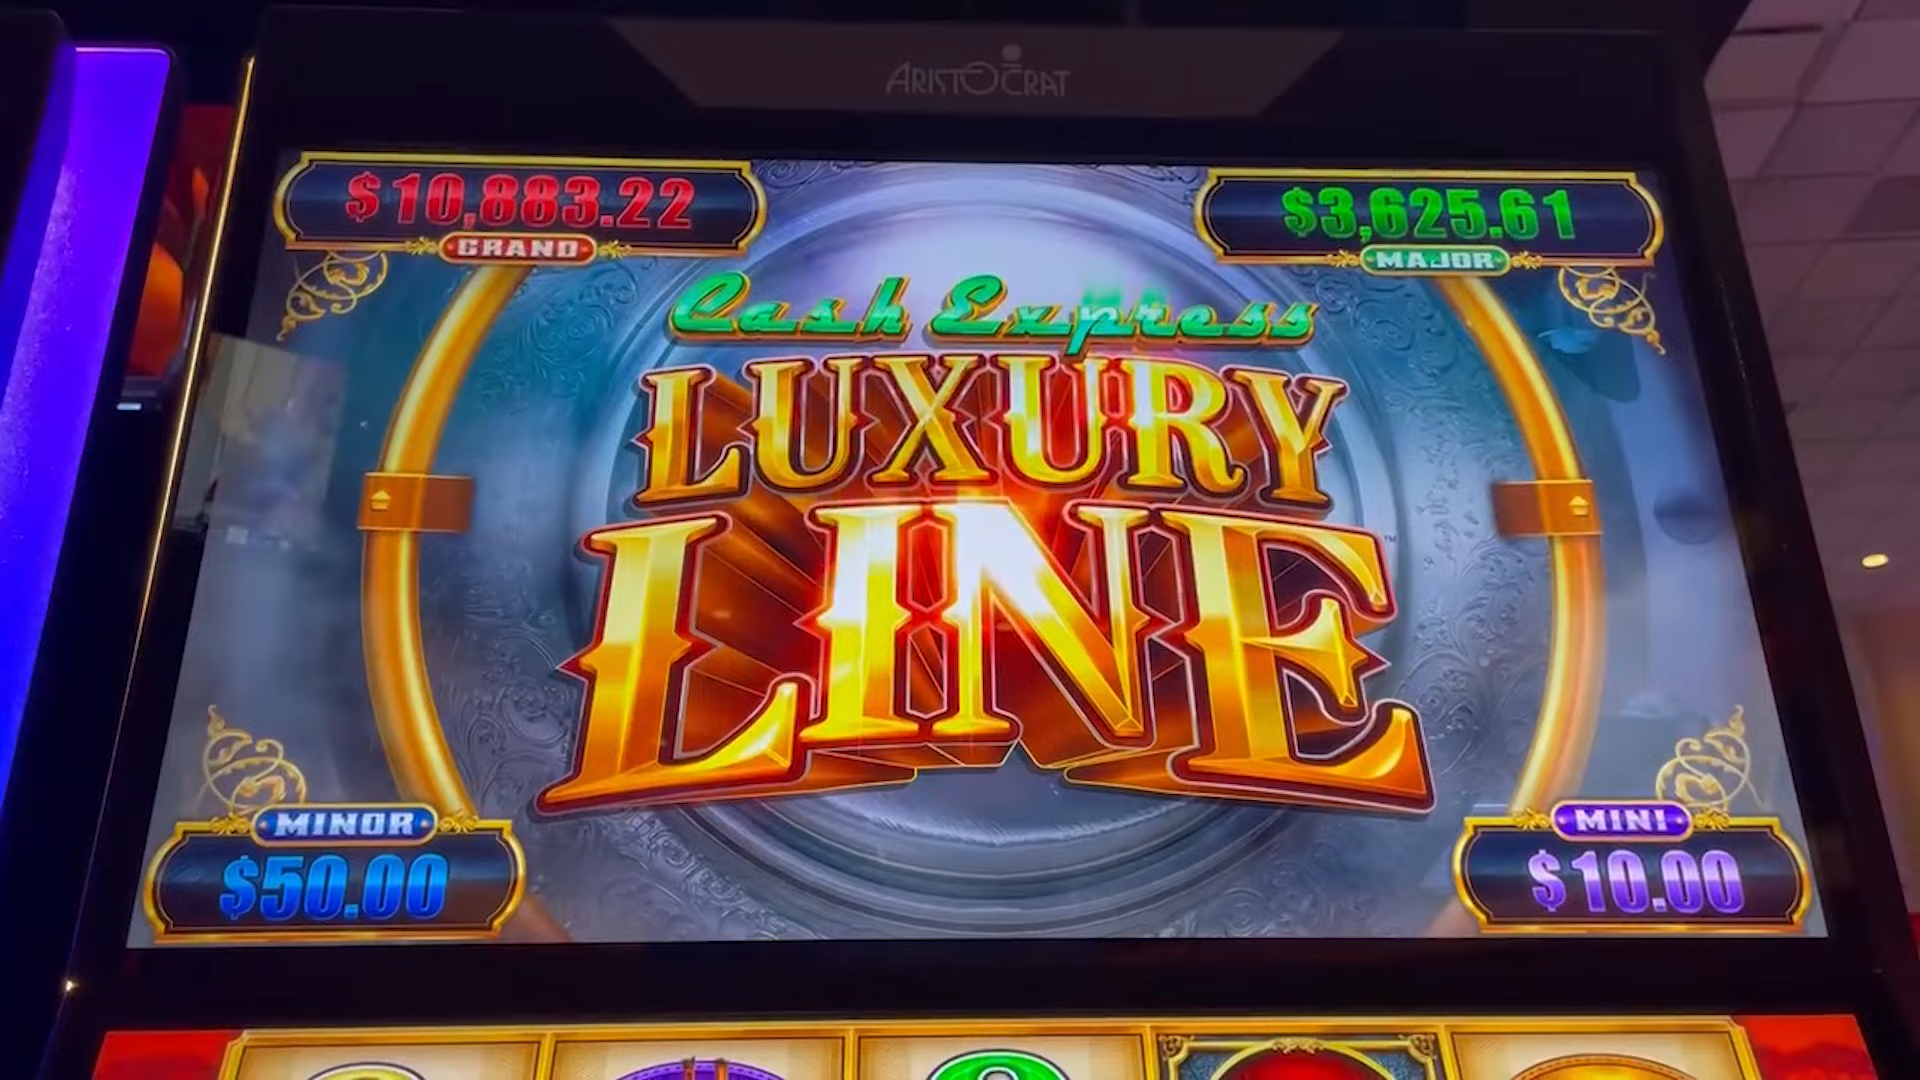 ARISTOCRAT
$10,883.22
GRAND
$3,625.61
MAJOR
Cash Express
LUXURY
LINE
™
MINOR
$50.00
MINI
$10.00